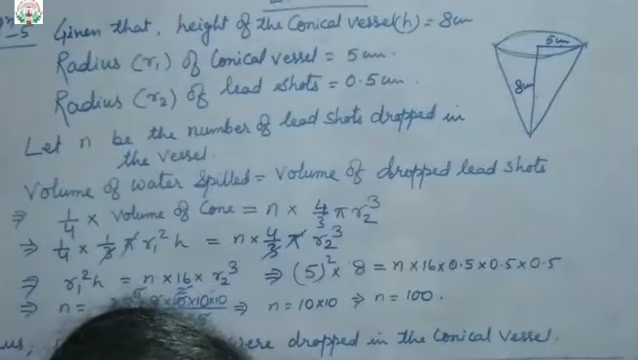 -5 Given that, height of the Conical vessel (h) = 8cm
Radius (r₁) of Conical vessel = 5cm.
Radius (r₂) of lead shots = 0.5cm.
5cm
8cm
Let n be the number of lead shots dropped in
the vessel.
Volume of water Spilled = Volume of dropped lead shots
⇒ 1/4 × Volume of Cone = n × 4/3 π r₂³
⇒ 1/4 × 1/3 π r₁² h = n × 4/3 π r₂³
⇒ r₁² h = n × 16 × r₂³ ⇒ (5)² × 8 = n × 16 × 0.5 × 0.5 × 0.5
⇒ n = ×10×10 ⇒ n = 10×10 ⇒ n = 100.
were dropped in the Conical Vessel.